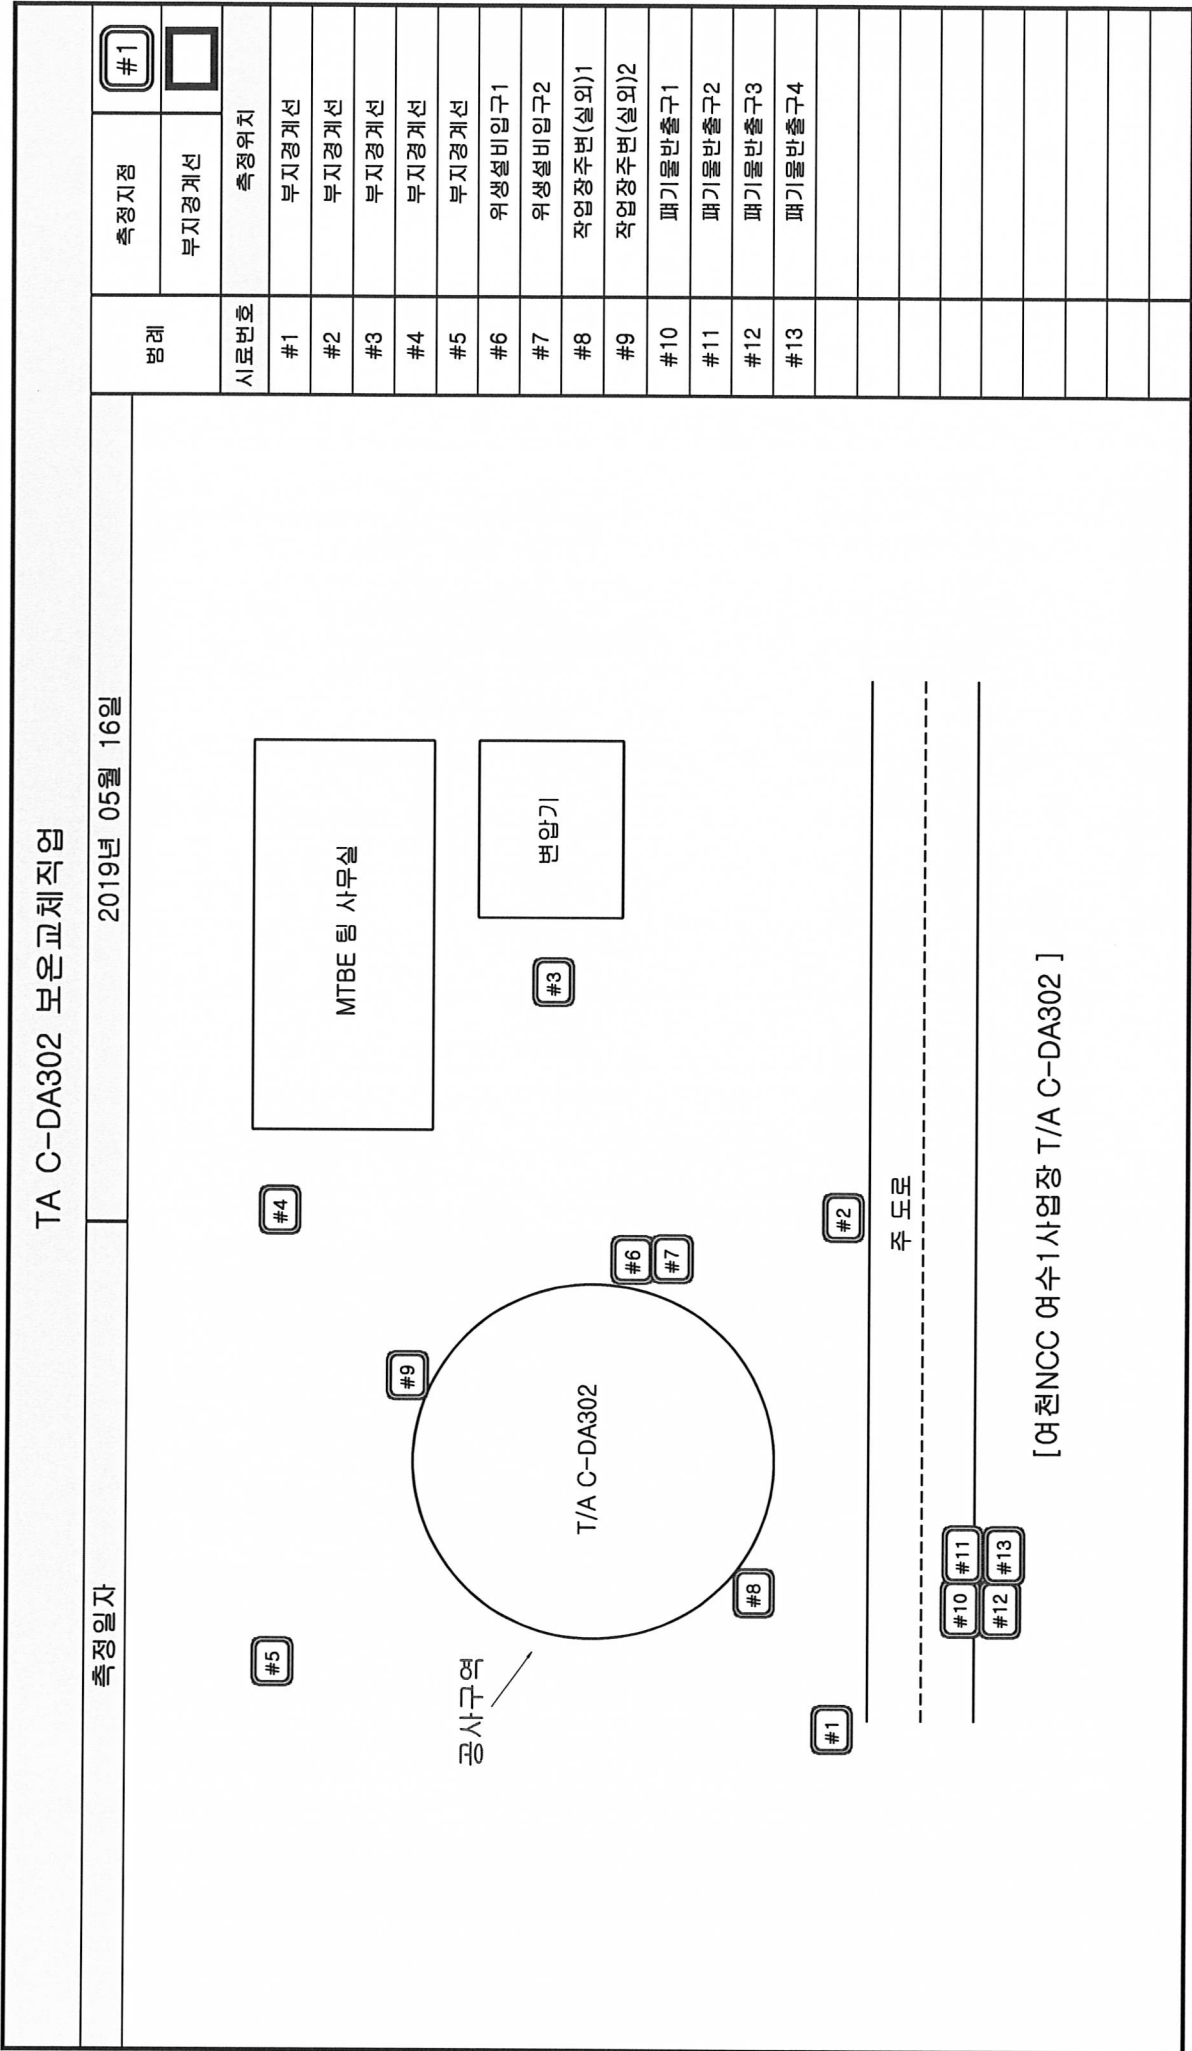 TA C-DA302 보온교체직업
측정일자 2019년 05월 16일
범례 측정지점 #1
부지경계선
시료번호 측정위치
#1 부지경계선
#2 부지경계선
#3 부지경계선
#4 부지경계선
#5 부지경계선
#6 위생설비입구1
#7 위생설비입구2
#8 작업장주변(실외)1
#9 작업장주변(실외)2
#10 폐기물반출구1
#11 폐기물반출구2
#12 폐기물반출구3
#13 폐기물반출구4
#5
#4
MTBE 팀 사무실
#9
공사구역
T/A C-DA302
#3
변압기
#6
#7
#8
#1
#2
주 도로
#10 #11
#12 #13
[여천NCC 여수1사업장 T/A C-DA302 ]